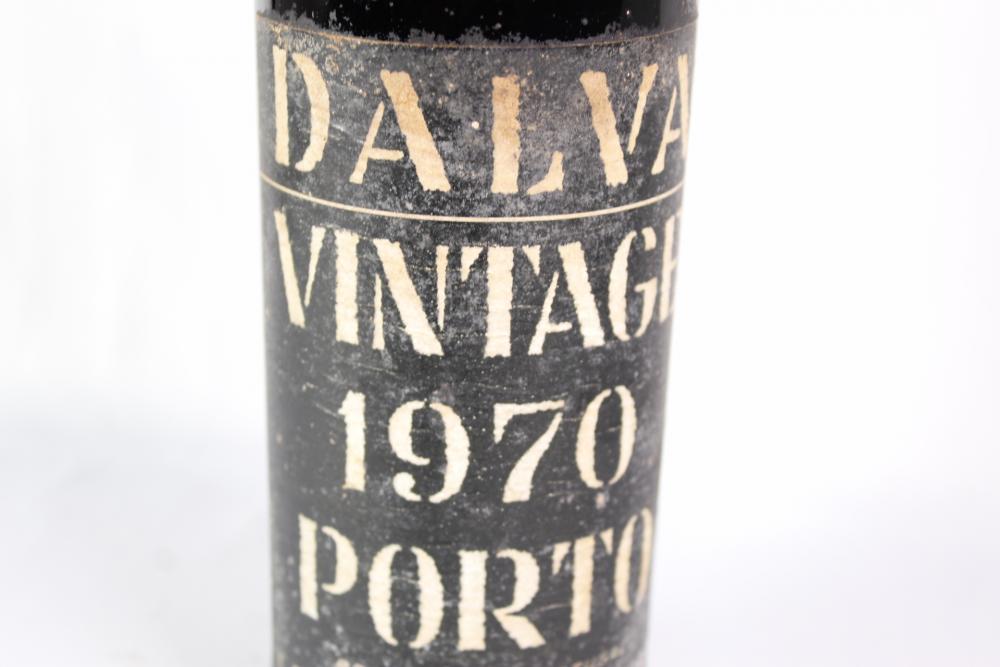 DALVA
VINTAGE
1970
PORTO